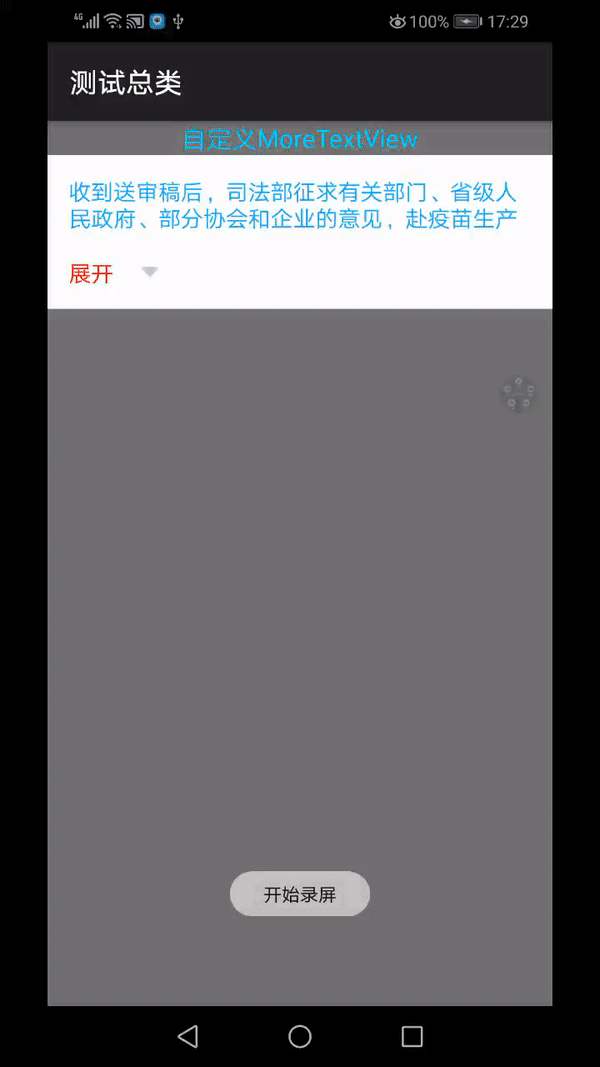 4G
100%
17:29
测试总类
自定义MoreTextView
收到送审稿后，司法部征求有关部门、省级人
民政府、部分协会和企业的意见，赴疫苗生产
展开
开始录屏